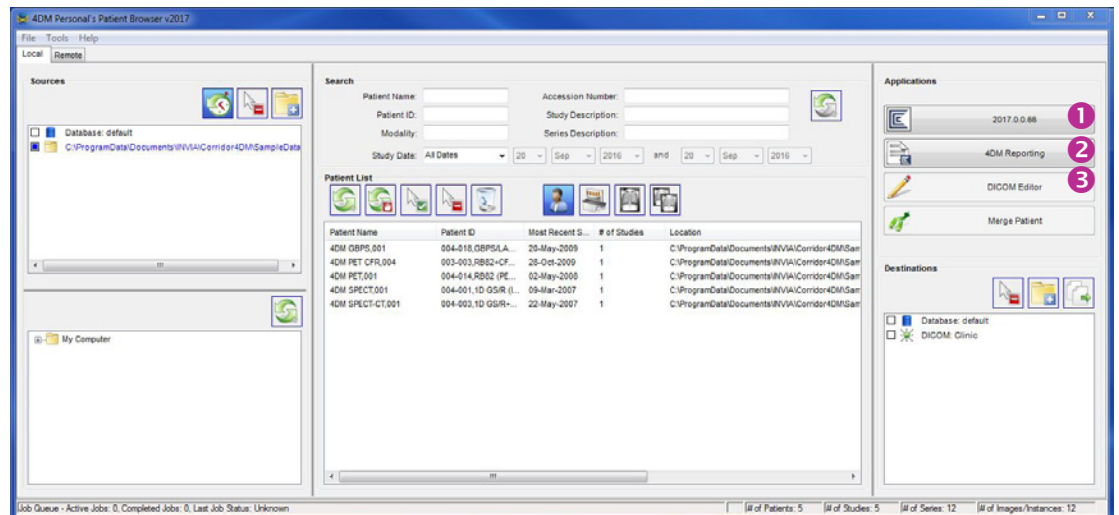 4DM Personal's Patient Browser v2017
File Tools Help
Local Remote
Sources
Database: default
C:\ProgramData\Documents\INVIA\Corridor4DM\SampleData
My Computer
Search
Patient Name: Accession Number:
Patient ID: Study Description:
Modality: Series Description:
Study Date: All Dates 20 Sep 2016 and 20 Sep 2016
Patient List
Patient Name Patient ID Most Recent S... # of Studies Location
4DM GBPS,001 004-018,GBPS/LA... 20-May-2009 1 C:\ProgramData\Documents\INVIA\Corridor4DM\Sam
4DM PET CFR,004 003-003,RB82+CF... 28-Oct-2009 1 C:\ProgramData\Documents\INVIA\Corridor4DM\Sam
4DM PET,001 004-014,RB82 (PE... 02-May-2008 1 C:\ProgramData\Documents\INVIA\Corridor4DM\Sam
4DM SPECT,001 004-001,1D GS/R (I... 09-Mar-2007 1 C:\ProgramData\Documents\INVIA\Corridor4DM\Sam
4DM SPECT-CT,001 004-003,1D GS/R+... 22-May-2007 1 C:\ProgramData\Documents\INVIA\Corridor4DM\Sam
Applications
2017.0.0.68 1
4DM Reporting 2
DICOM Editor 3
Merge Patient
Destinations
Database: default
DICOM: Clinic
Job Queue - Active Jobs: 0, Completed Jobs: 0, Last Job Status: Unknown # of Patients: 5 # of Studies: 5 # of Series: 12 # of Images/Instances: 12